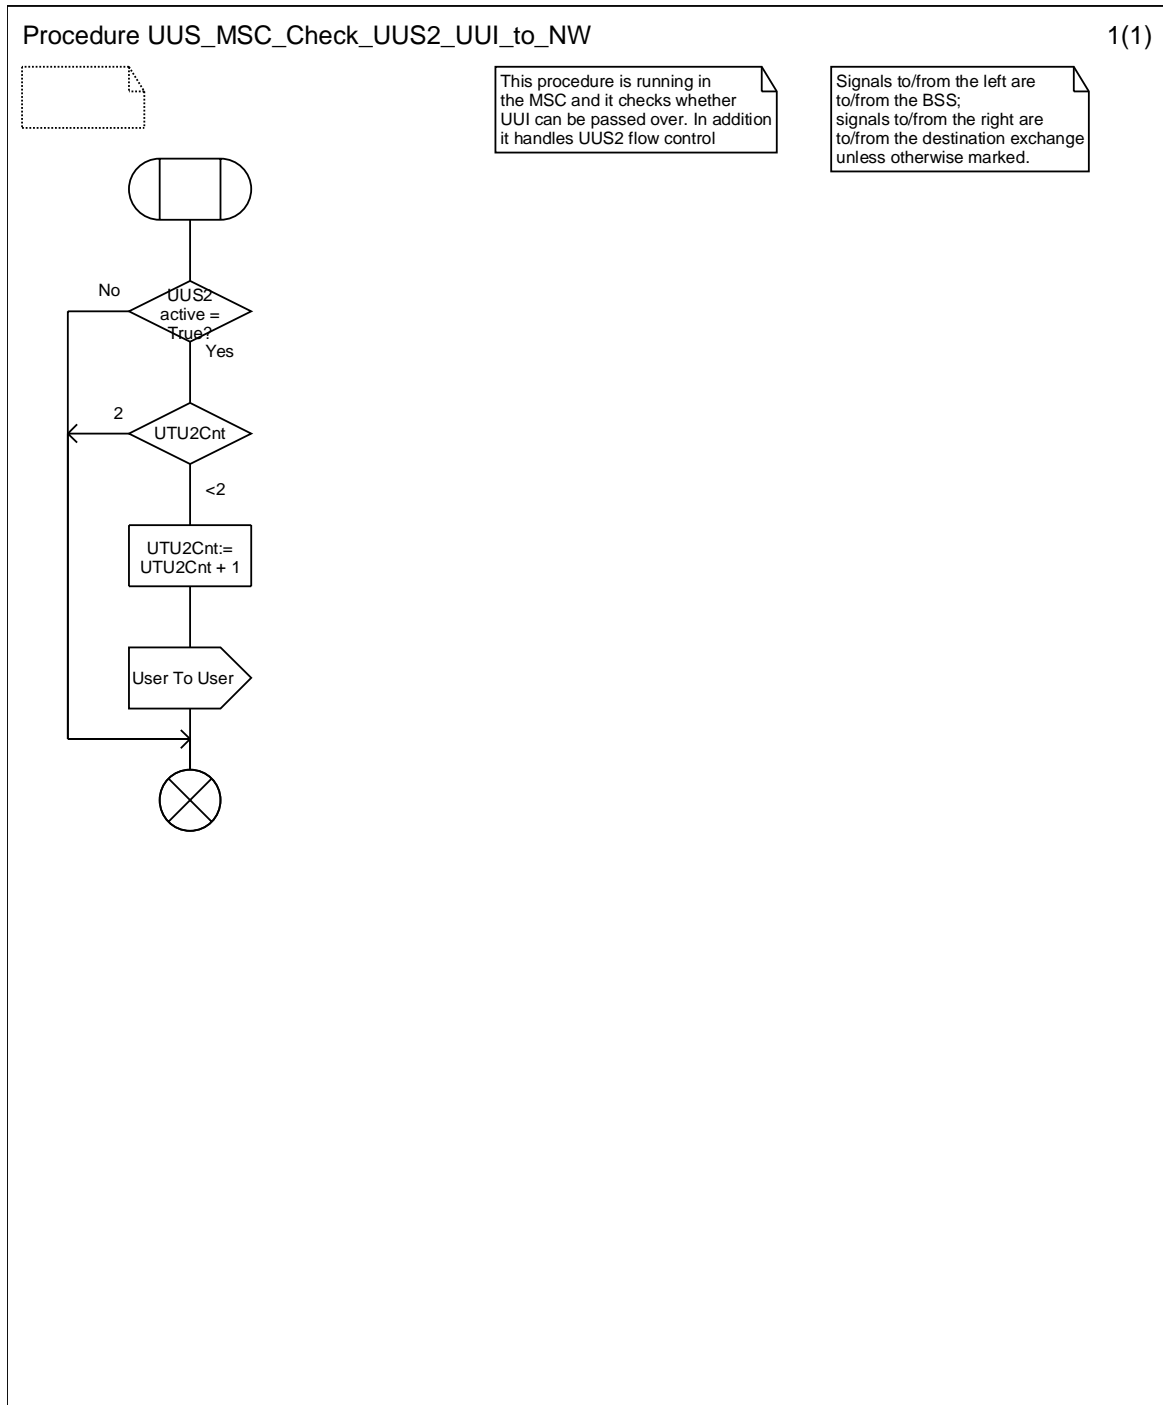 Procedure UUS_MSC_Check_UUS2_UUI_to_NW
1(1)
This procedure is running in
the MSC and it checks whether
UUI can be passed over. In addition
it handles UUS2 flow control
Signals to/from the left are
to/from the BSS;
signals to/from the right are
to/from the destination exchange
unless otherwise marked.
No
UUS2
active =
True?
Yes
2
UTU2Cnt
<2
UTU2Cnt:=
UTU2Cnt + 1
User To User